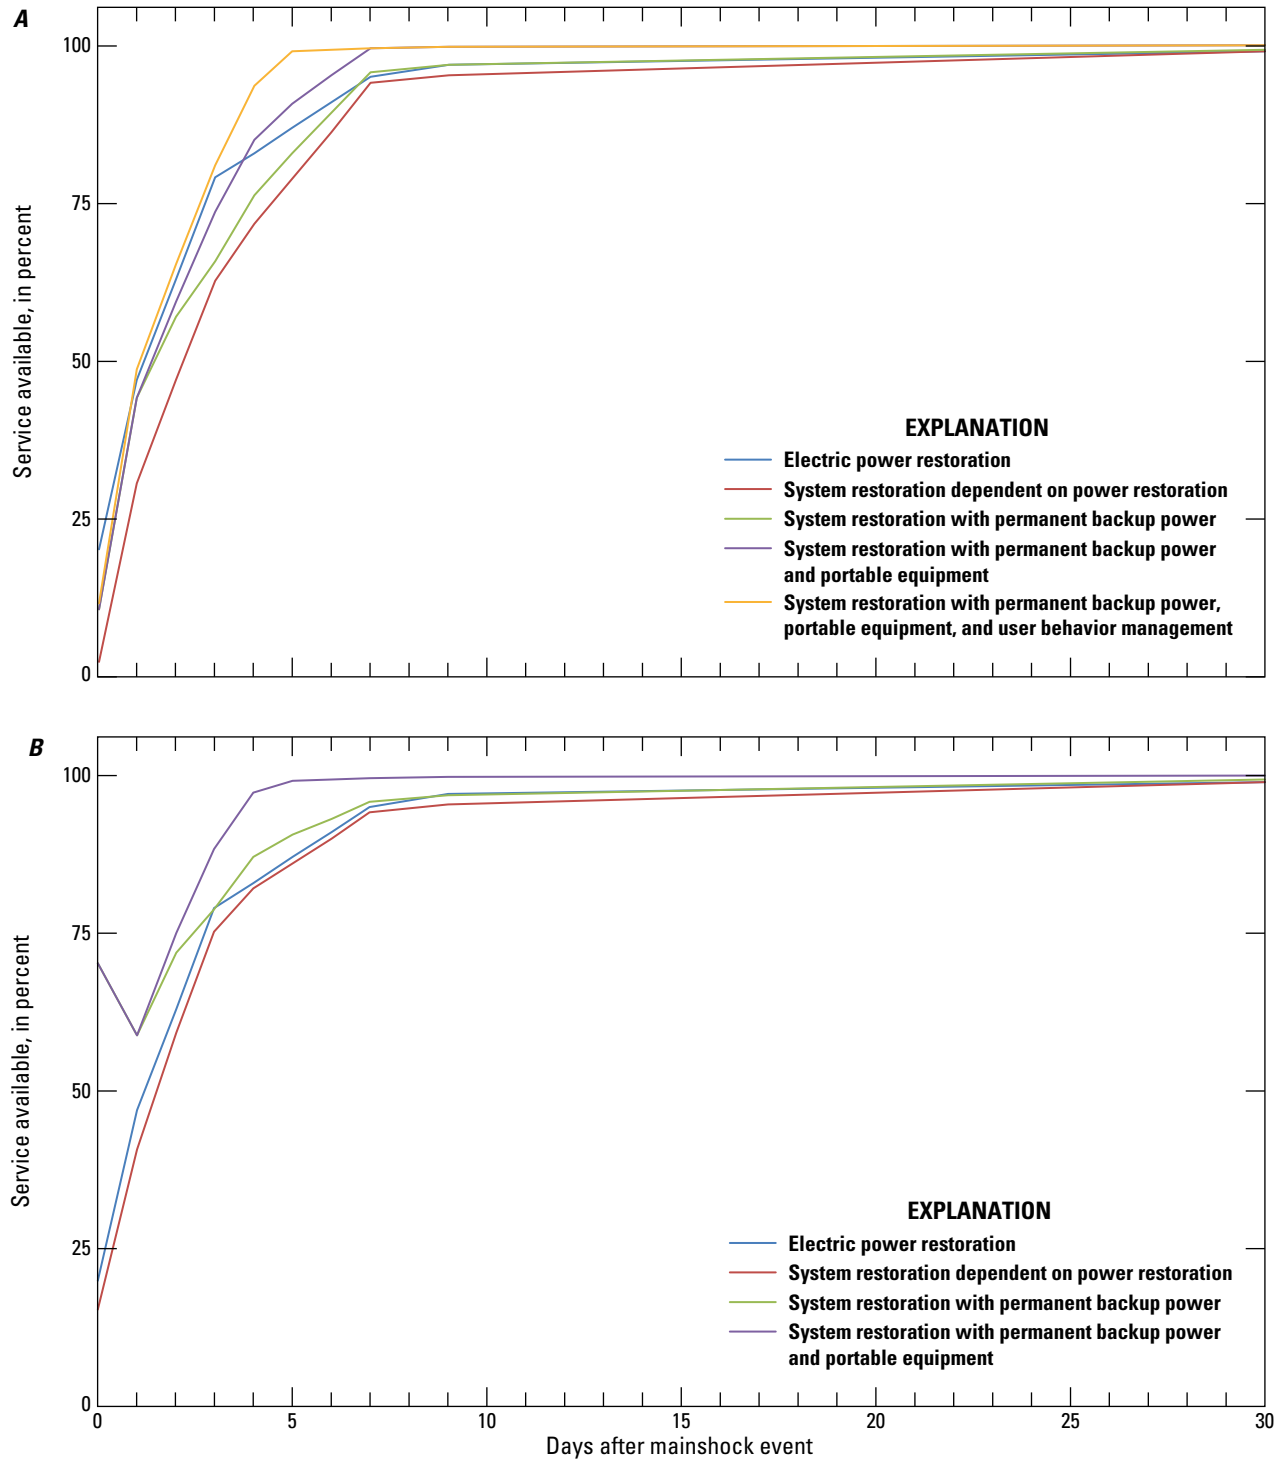 A
100
75
50
25
0
Service available, in percent
EXPLANATION
Electric power restoration
System restoration dependent on power restoration
System restoration with permanent backup power
System restoration with permanent backup power
and portable equipment
System restoration with permanent backup power,
portable equipment, and user behavior management
B
100
75
50
25
0
Service available, in percent
EXPLANATION
Electric power restoration
System restoration dependent on power restoration
System restoration with permanent backup power
System restoration with permanent backup power
and portable equipment
0 5 10 15 20 25 30
Days after mainshock event